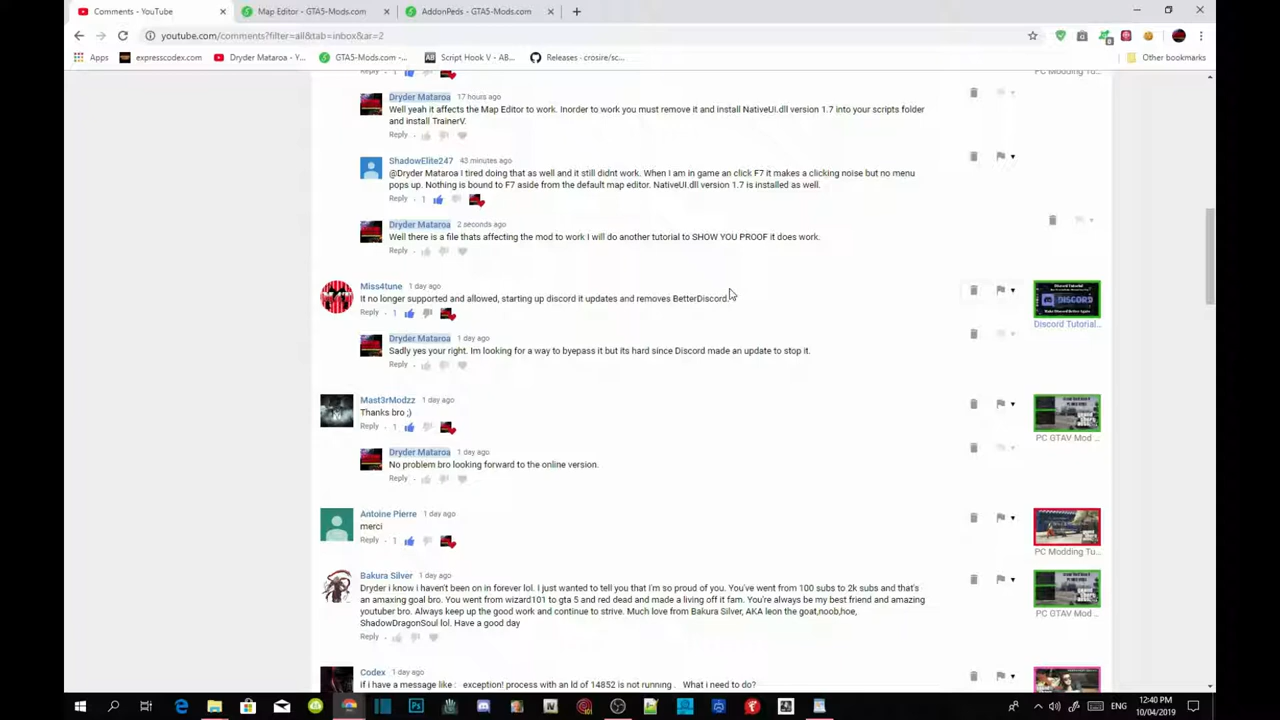 Comments - YouTube
Map Editor - GTA5-Mods.com
AddonPeds - GTA5-Mods.com
youtube.com/comments?filter=all&tab=inbox&ar=2
Apps
expresscodex.com
Dryder Mataroa - Y...
GTA5-Mods.com -...
Script Hook V - AB...
Releases - crosire/sc...
Other bookmarks
Reply
PC Modding Tu...
Dryder Mataroa 17 hours ago
Well yeah it affects the Map Editor to work. Inorder to work you must remove it and install NativeUI.dll version 1.7 into your scripts folder
and install TrainerV.
Reply
ShadowElite247 43 minutes ago
@Dryder Mataroa I tired doing that as well and it still didnt work. When I am in game an click F7 it makes a clicking noise but no menu
pops up. Nothing is bound to F7 aside from the default map editor. NativeUI.dll version 1.7 is installed as well.
Reply 1
Dryder Mataroa 2 seconds ago
Well there is a file thats affecting the mod to work I will do another tutorial to SHOW YOU PROOF it does work.
Reply
Miss4tune 1 day ago
It no longer supported and allowed, starting up discord it updates and removes BetterDiscord.
Reply 1
DISCORD
Discord Tutorial...
Dryder Mataroa 1 day ago
Sadly yes your right. Im looking for a way to byepass it but its hard since Discord made an update to stop it.
Reply
Mast3rModzz 1 day ago
Thanks bro ;)
Reply 1
PC GTAV Mod ...
Dryder Mataroa 1 day ago
No problem bro looking forward to the online version.
Reply
Antoine Pierre 1 day ago
merci
Reply 1
PC Modding Tu...
Bakura Silver 1 day ago
Dryder i know i haven't been on in forever lol. I just wanted to tell you that I'm so proud of you. You've went from 100 subs to 2k subs and that's
an amazing goal bro. You went from wizard101 to gta 5 and red dead and made a living off it fam. You're always be my best friend and amazing
youtuber bro. Always keep up the good work and continue to strive. Much love from Bakura Silver, AKA leon the goat,noob,hoe,
ShadowDragonSoul lol. Have a good day
Reply
PC GTAV Mod ...
Codex 1 day ago
if i have a message like : exception! process with an Id of 14852 is not running . What i need to do?
12:40 PM
10/04/2019